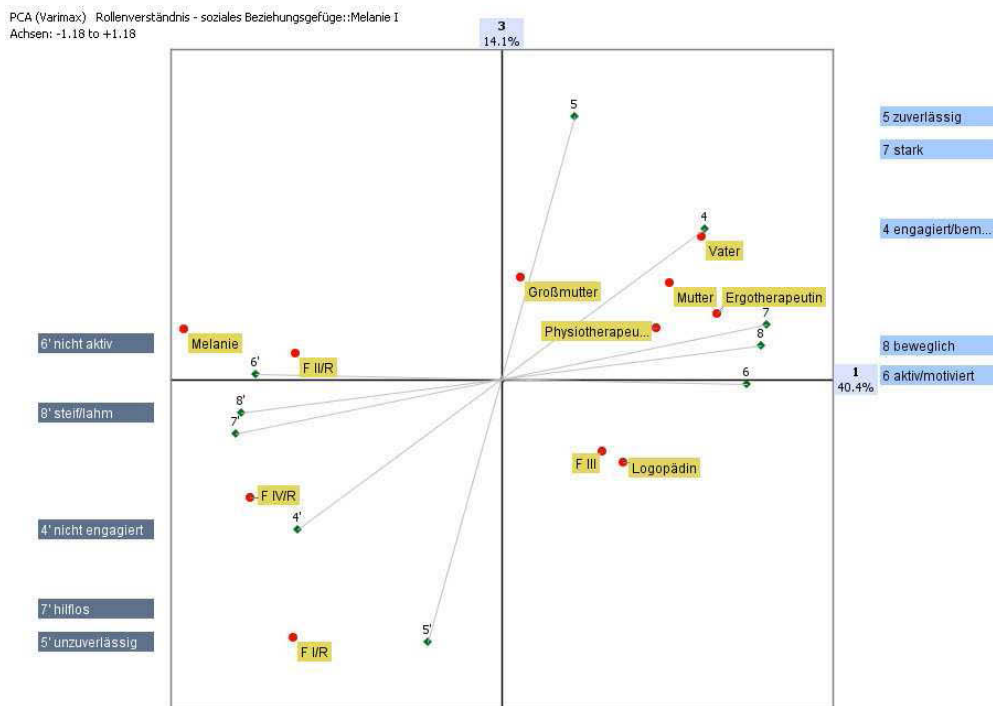 PCA (Varimax) Rollenverständnis - soziales Beziehungsgefüge::Melanie I
Achsen: -1.18 to +1.18
3
14.1%
5
5 zuverlässig
7 stark
4
4 engagiert/bem...
Vater
Großmutter
Mutter
Ergotherapeutin
Physiotherapeu...
7
8
6' nicht aktiv
Melanie
F II/R
6'
8 beweglich
6
1
40.4%
6 aktiv/motiviert
8' steif/lahm
8'
7'
F III
Logopädin
F IV/R
4' nicht engagiert
4'
7' hilflos
5' unzuverlässig
F I/R
5'